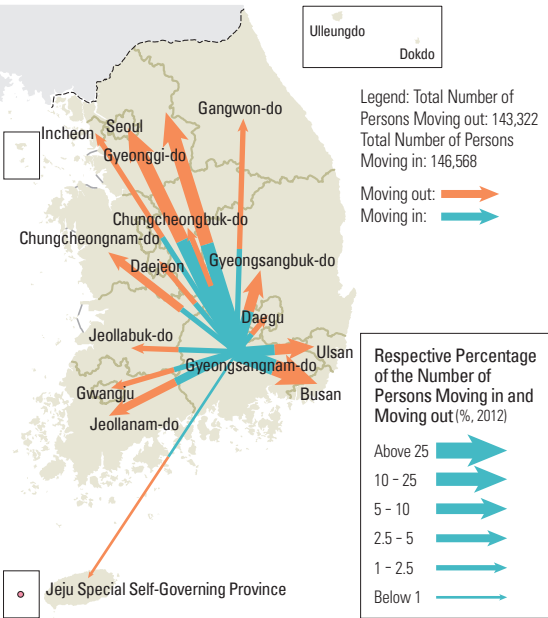 Ulleungdo
Dokdo
Gangwon-do
Legend: Total Number of
Persons Moving out: 143,322
Total Number of Persons
Moving in: 146,568
Incheon
Seoul
Gyeonggi-do
Moving out:
Moving in:
Chungcheongbuk-do
Chungcheongnam-do
Daejeon
Gyeongsangbuk-do
Daegu
Jeollabuk-do
Ulsan
Gyeongsangnam-do
Gwangju
Busan
Jeollanam-do
Respective Percentage
of the Number of
Persons Moving in and
Moving out (%, 2012)
Above 25
10 - 25
5 - 10
2.5 - 5
1 - 2.5
Below 1
Jeju Special Self-Governing Province